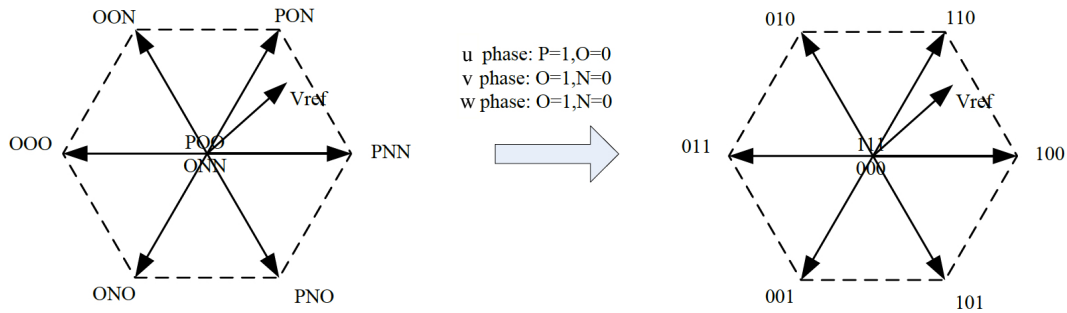 OON
PON
OOO
POO
ONN
PNN
Vref
ONO
PNO
u phase: P=1,O=0
v phase: O=1,N=0
w phase: O=1,N=0
010
110
011
111
000
100
Vref
001
101